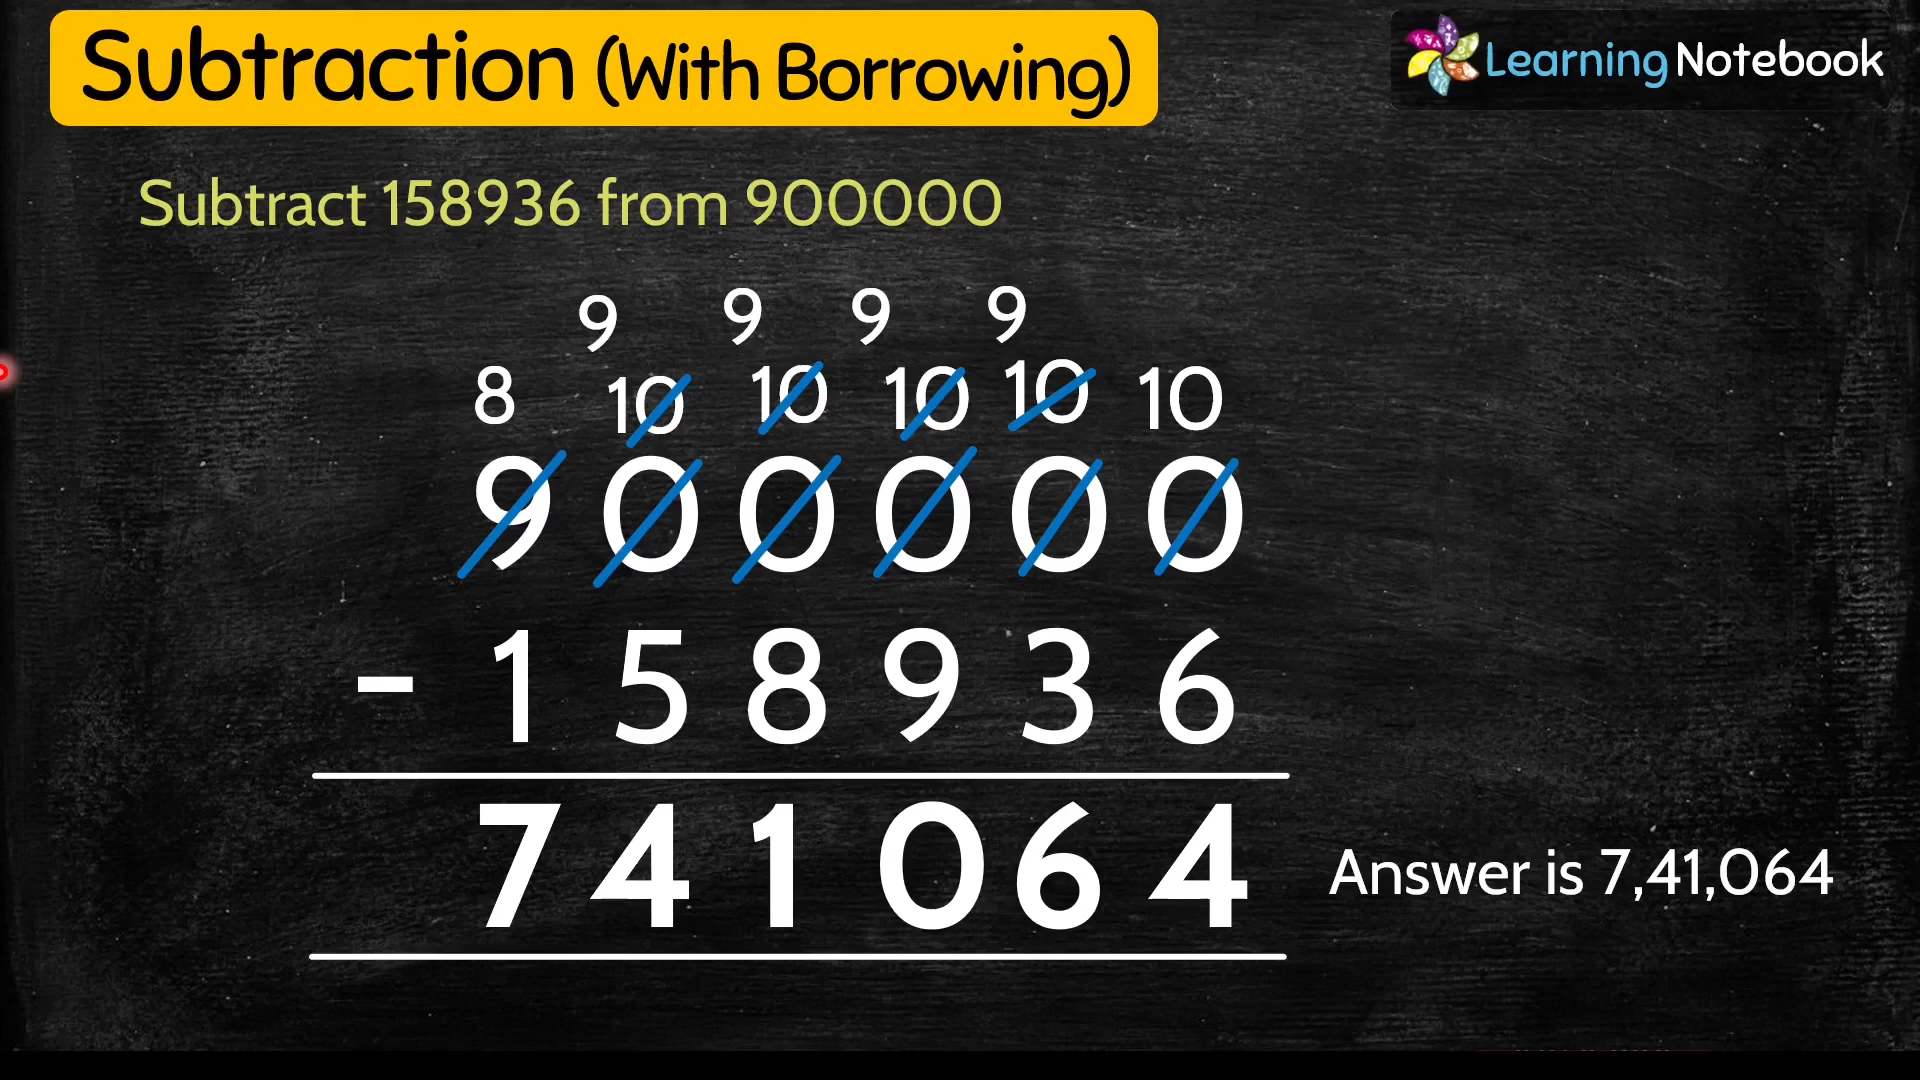 Subtraction (With Borrowing)
Learning Notebook
Subtract 158936 from 900000
9 9 9 9
8 10 10 10 10 10
9 0 0 0 0 0
- 1 5 8 9 3 6
7 4 1 0 6 4
Answer is 7,41,064